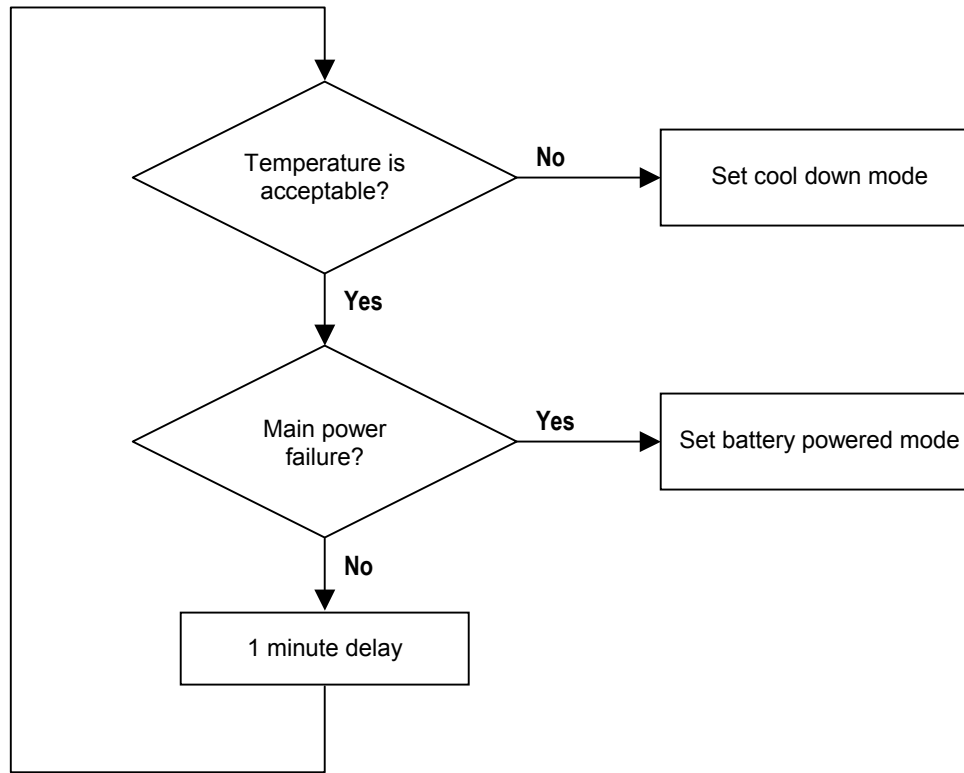 Temperature is
acceptable?
No
Set cool down mode
Yes
Main power
failure?
Yes
Set battery powered mode
No
1 minute delay